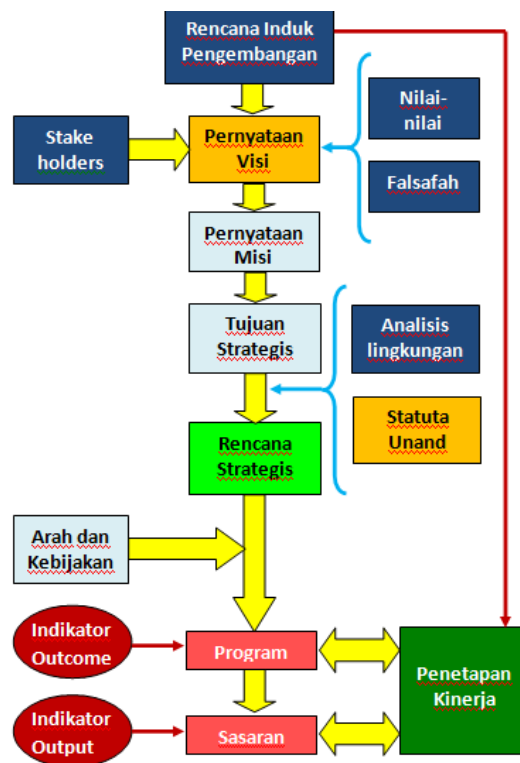 Rencana Induk
Pengembangan
Nilai-
nilai
Stake
holders
Pernyataan
Visi
Falsafah
Pernyataan
Misi
Tujuan
Strategis
Analisis
lingkungan
Statuta
Unand
Rencana
Strategis
Arah dan
Kebijakan
Indikator
Outcome
Program
Penetapan
Kinerja
Indikator
Output
Sasaran